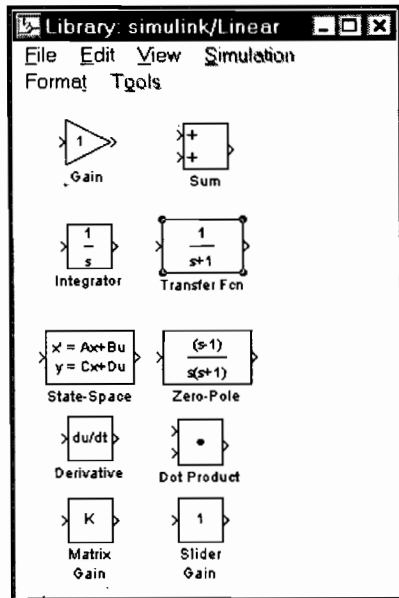 Library: simulink/Linear
File Edit View Simulation
Format Tools
1
Gain
+
+
Sum
1
s
Integrator
1
s+1
Transfer Fcn
x' = Ax+Bu
y = Cx+Du
State-Space
(s-1)
s(s+1)
Zero-Pole
du/dt
Derivative
Dot Product
K
Matrix
Gain
1
Slider
Gain